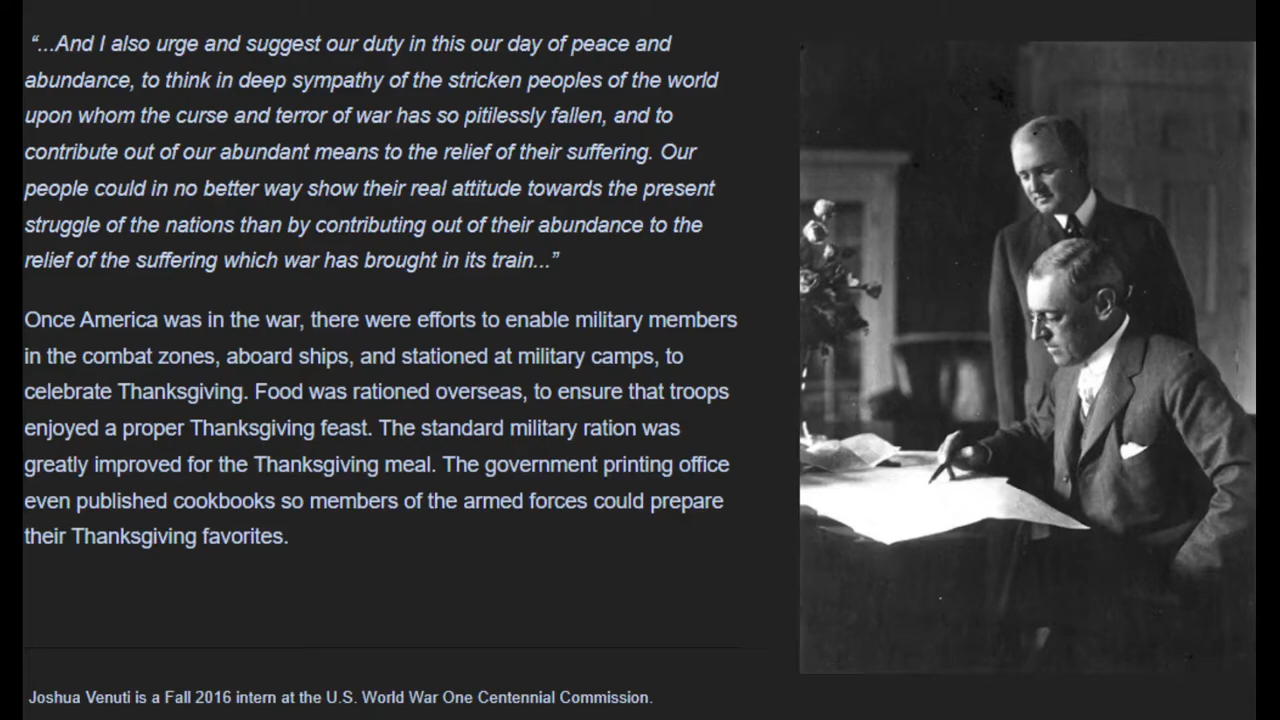 “...And I also urge and suggest our duty in this our day of peace and
abundance, to think in deep sympathy of the stricken peoples of the world
upon whom the curse and terror of war has so pitilessly fallen, and to
contribute out of our abundant means to the relief of their suffering. Our
people could in no better way show their real attitude towards the present
struggle of the nations than by contributing out of their abundance to the
relief of the suffering which war has brought in its train...”
Once America was in the war, there were efforts to enable military members
in the combat zones, aboard ships, and stationed at military camps, to
celebrate Thanksgiving. Food was rationed overseas, to ensure that troops
enjoyed a proper Thanksgiving feast. The standard military ration was
greatly improved for the Thanksgiving meal. The government printing office
even published cookbooks so members of the armed forces could prepare
their Thanksgiving favorites.
Joshua Venuti is a Fall 2016 intern at the U.S. World War One Centennial Commission.